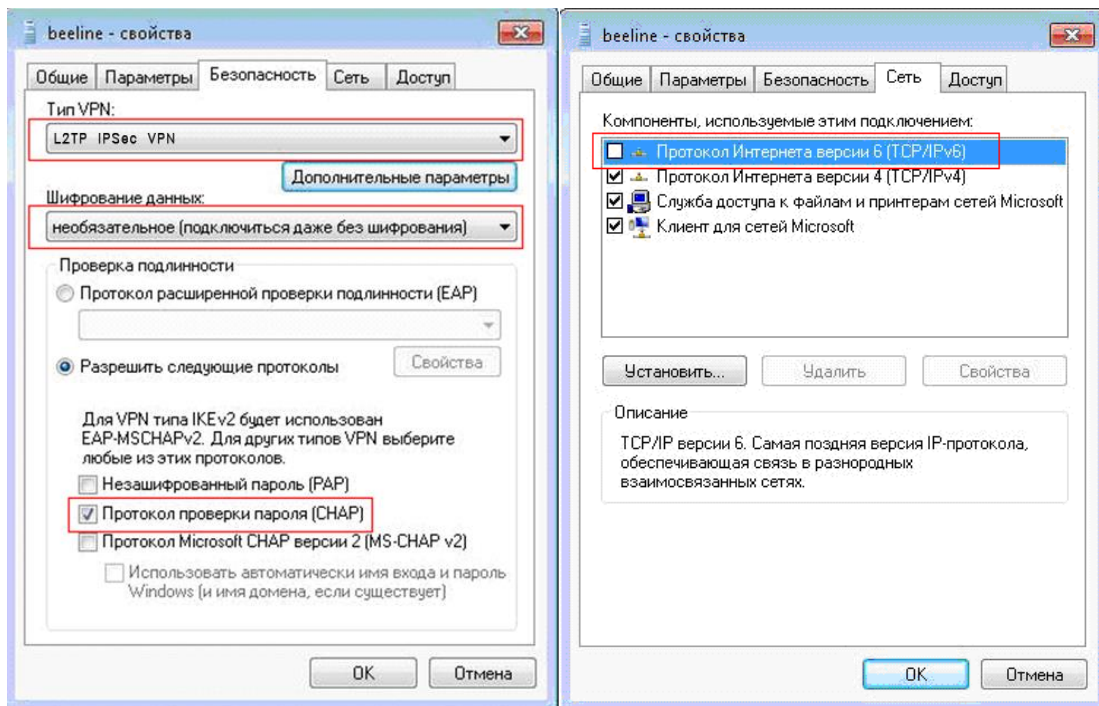 beeline - свойства
Общие Параметры Безопасность Сеть Доступ
Тип VPN:
L2TP IPSec VPN
Дополнительные параметры
Шифрование данных:
необязательное (подключиться даже без шифрования)
Проверка подлинности
Протокол расширенной проверки подлинности (EAP)
Разрешить следующие протоколы
Свойства
Для VPN типа IKEv2 будет использован
EAP-MSCHAPv2. Для других типов VPN выберите
любые из этих протоколов.
Незашифрованный пароль (PAP)
Протокол проверки пароля (CHAP)
Протокол Microsoft CHAP версии 2 (MS-CHAP v2)
Использовать автоматически имя входа и пароль
Windows (и имя домена, если существует)
OK Отмена
beeline - свойства
Общие Параметры Безопасность Сеть Доступ
Компоненты, используемые этим подключением:
Протокол Интернета версии 6 (TCP/IPv6)
Протокол Интернета версии 4 (TCP/IPv4)
Служба доступа к файлам и принтерам сетей Microsoft
Клиент для сетей Microsoft
Установить... Удалить Свойства
Описание
TCP/IP версии 6. Самая поздняя версия IP-протокола,
обеспечивающая связь в разнородных
взаимосвязанных сетях.
OK Отмена